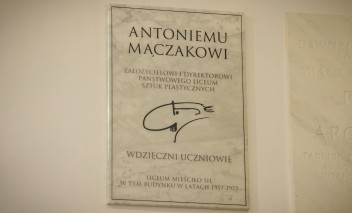 ANTONIEMU
MĄCZAKOWI
ZAŁOŻYCIELOWI I DYREKTOROWI
PAŃSTWOWEGO LICEUM
SZTUK PLASTYCZNYCH
WDZIĘCZNI UCZNIOWIE
LICEUM MIEŚCIŁO SIĘ
W TYM BUDYNKU W LATACH